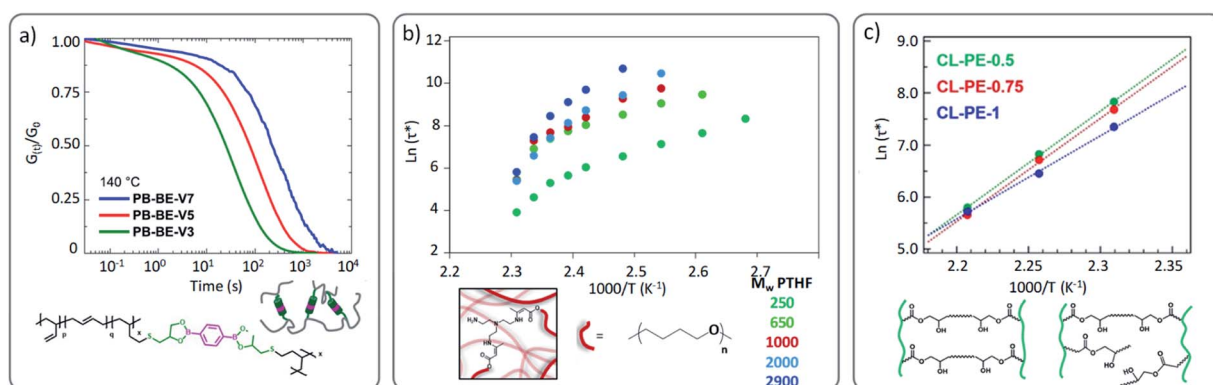 a)
G(t)/G0
1.00
0.75
0.50
0.25
0
140 °C
PB-BE-V7
PB-BE-V5
PB-BE-V3
10-1 100 101 102 103 104
Time (s)
p q x
S O B O O B O S x
b)
Ln (τ*)
12
10
8
6
4
2
2.2 2.3 2.4 2.5 2.6 2.7
1000/T (K-1)
Mw PTHF
250
650
1000
2000
2900
=
O
n
c)
CL-PE-0.5
CL-PE-0.75
CL-PE-1
Ln (τ*)
9.0
8.0
7.0
6.0
5.0
2.2 2.25 2.3 2.35
1000/T (K-1)